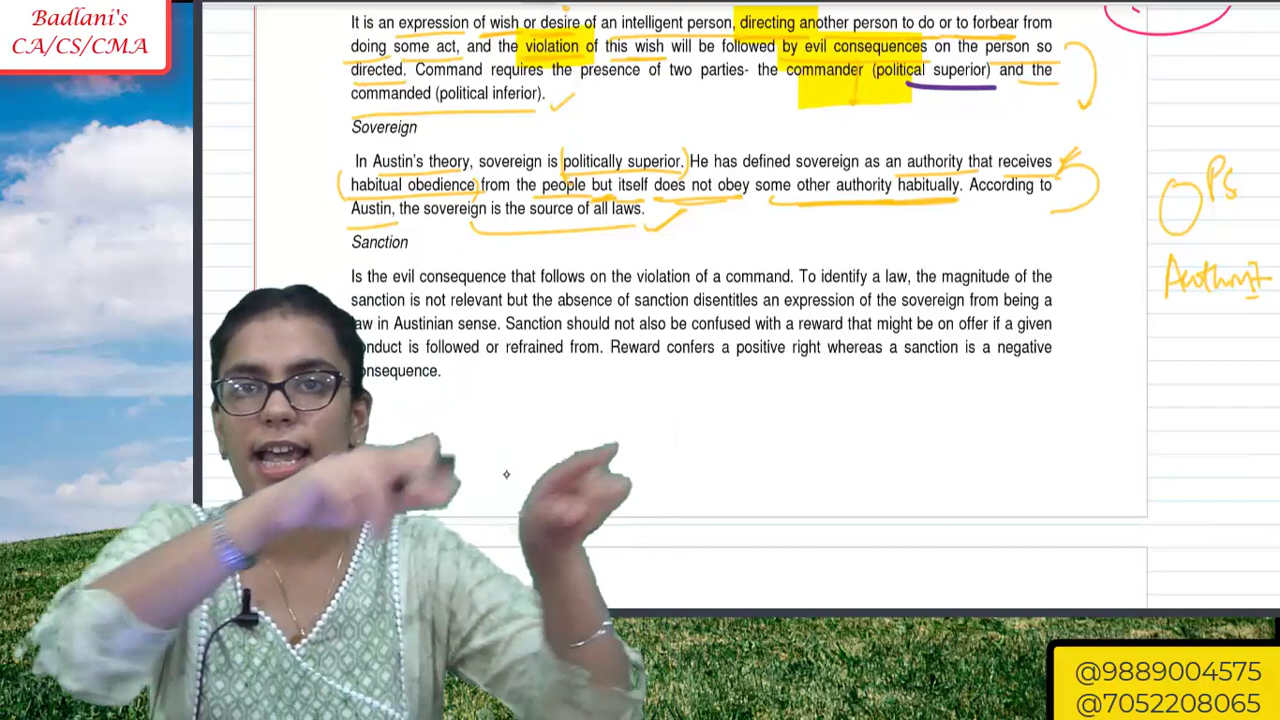 Badlani's
CA/CS/CMA
It is an expression of wish or desire of an intelligent person, directing another person to do or to forbear from
doing some act, and the violation of this wish will be followed by evil consequences on the person so
directed. Command requires the presence of two parties- the commander (political superior) and the
commanded (political inferior).
Sovereign
In Austin's theory, sovereign is politically superior. He has defined sovereign as an authority that receives
habitual obedience from the people but itself does not obey some other authority habitually. According to
Austin, the sovereign is the source of all laws.
PS
Sanction
Is the evil consequence that follows on the violation of a command. To identify a law, the magnitude of the
sanction is not relevant but the absence of sanction disentitles an expression of the sovereign from being a
aw in Austinian sense. Sanction should not also be confused with a reward that might be on offer if a given
onduct is followed or refrained from. Reward confers a positive right whereas a sanction is a negative
onsequence.
@9889004575
@7052208065